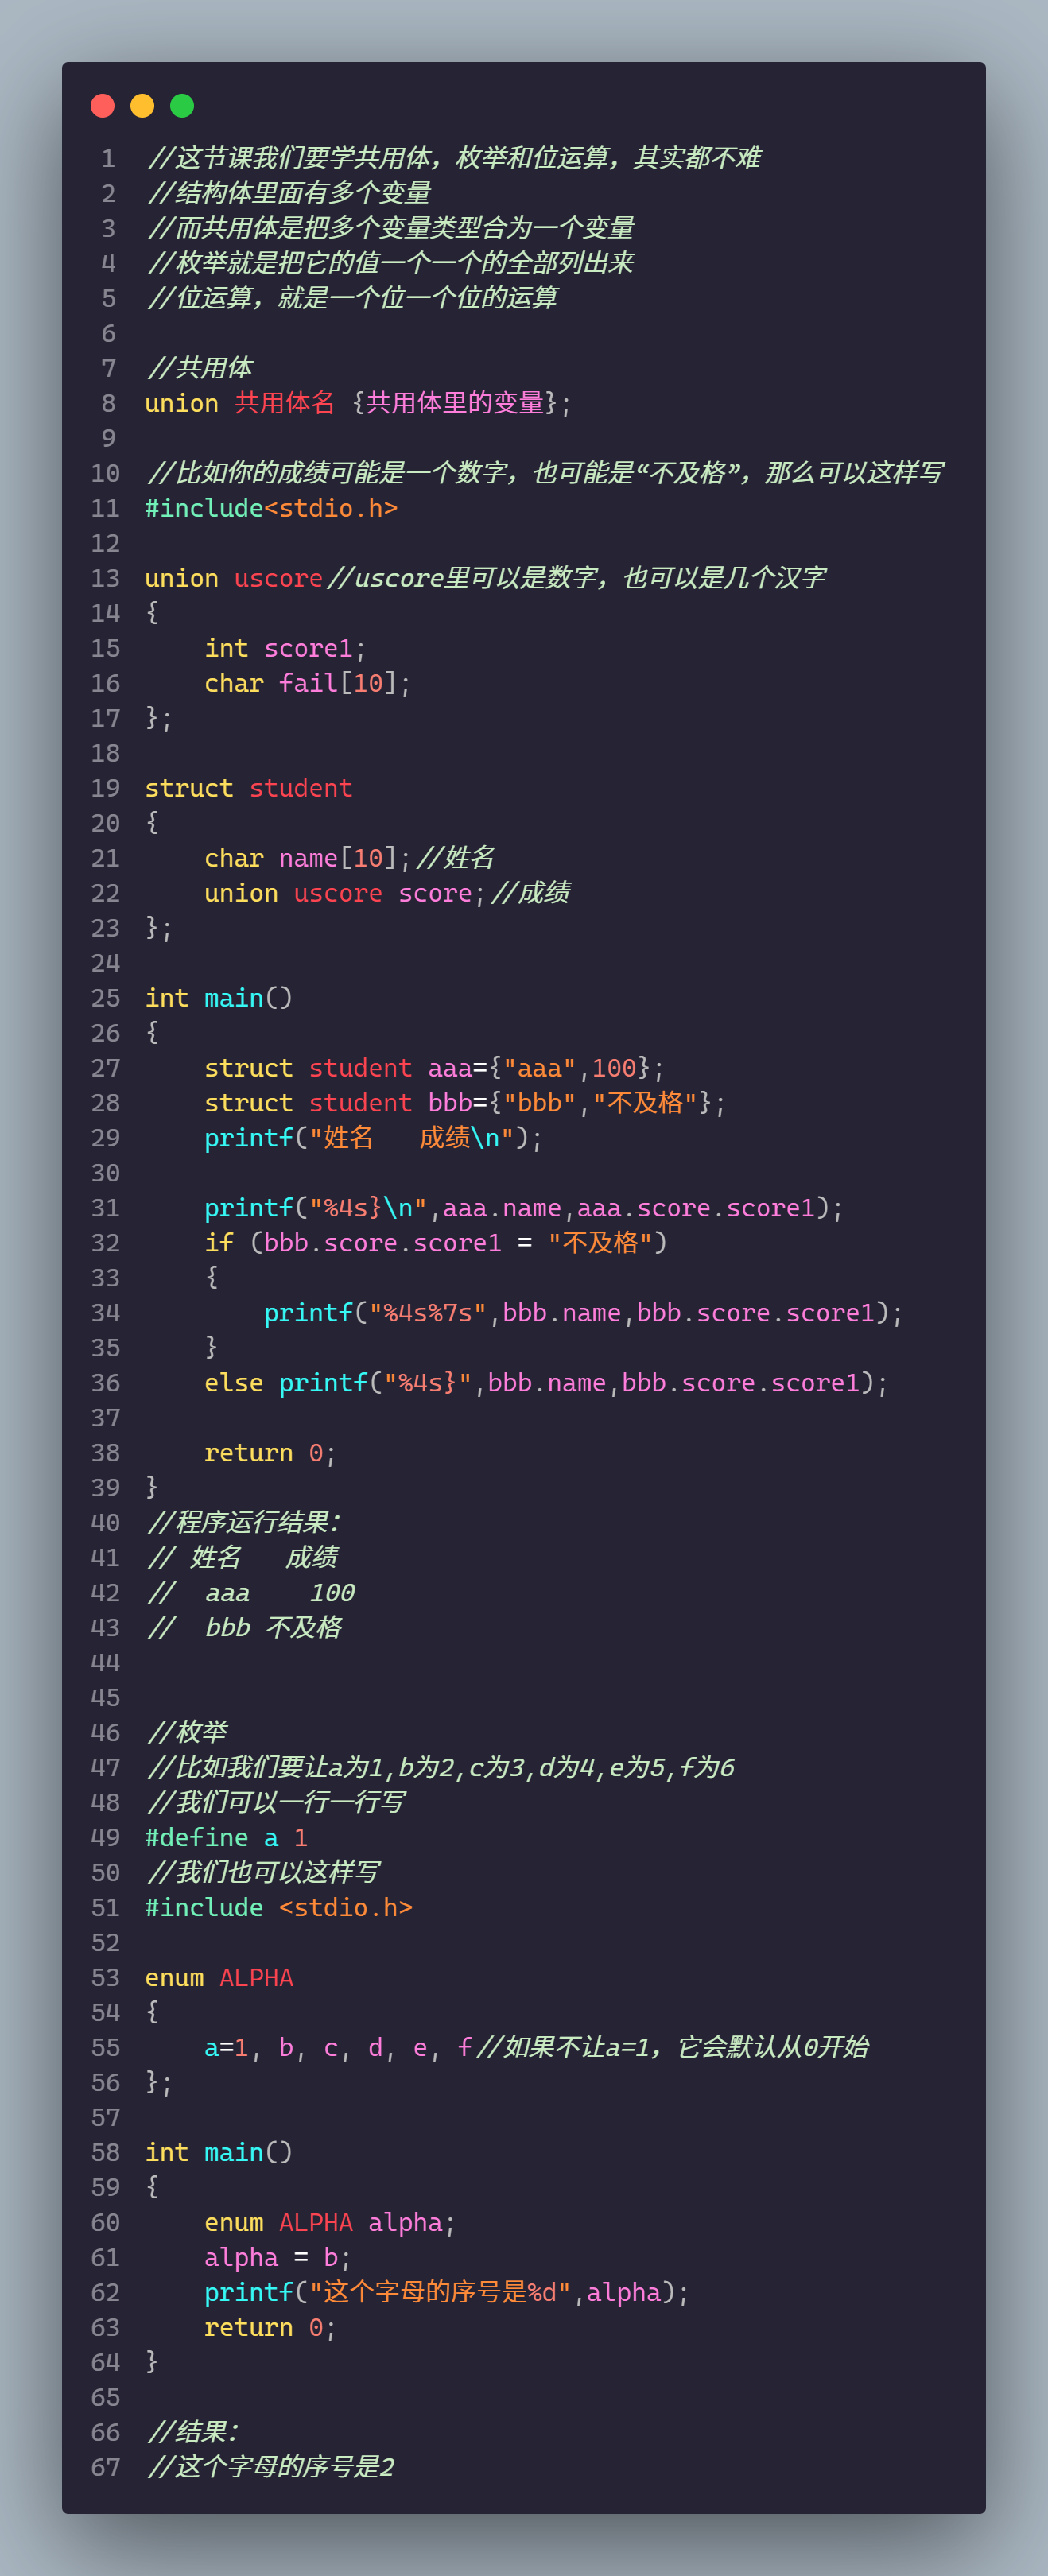 1 //这节课我们要学共用体，枚举和位运算，其实都不难
2 //结构体里面有多个变量
3 //而共用体是把多个变量类型合为一个变量
4 //枚举就是把它的值一个一个的全部列出来
5 //位运算，就是一个位一个位的运算
6
7 //共用体
8 union 共用体名 {共用体里的变量};
9
10 //比如你的成绩可能是一个数字，也可能是“不及格”，那么可以这样写
11 #include<stdio.h>
12
13 union uscore//uscore里可以是数字，也可以是几个汉字
14 {
15     int score1;
16     char fail[10];
17 };
18
19 struct student
20 {
21     char name[10];//姓名
22     union uscore score;//成绩
23 };
24
25 int main()
26 {
27     struct student aaa={"aaa",100};
28     struct student bbb={"bbb","不及格"};
29     printf("姓名   成绩\n");
30
31     printf("%4s}\n",aaa.name,aaa.score.score1);
32     if (bbb.score.score1 = "不及格")
33     {
34         printf("%4s%7s",bbb.name,bbb.score.score1);
35     }
36     else printf("%4s}",bbb.name,bbb.score.score1);
37
38     return 0;
39 }
40 //程序运行结果：
41 // 姓名   成绩
42 //  aaa    100
43 //  bbb 不及格
44
45
46 //枚举
47 //比如我们要让a为1,b为2,c为3,d为4,e为5,f为6
48 //我们可以一行一行写
49 #define a 1
50 //我们也可以这样写
51 #include <stdio.h>
52
53 enum ALPHA
54 {
55     a=1, b, c, d, e, f//如果不让a=1，它会默认从0开始
56 };
57
58 int main()
59 {
60     enum ALPHA alpha;
61     alpha = b;
62     printf("这个字母的序号是%d",alpha);
63     return 0;
64 }
65
66 //结果：
67 //这个字母的序号是2